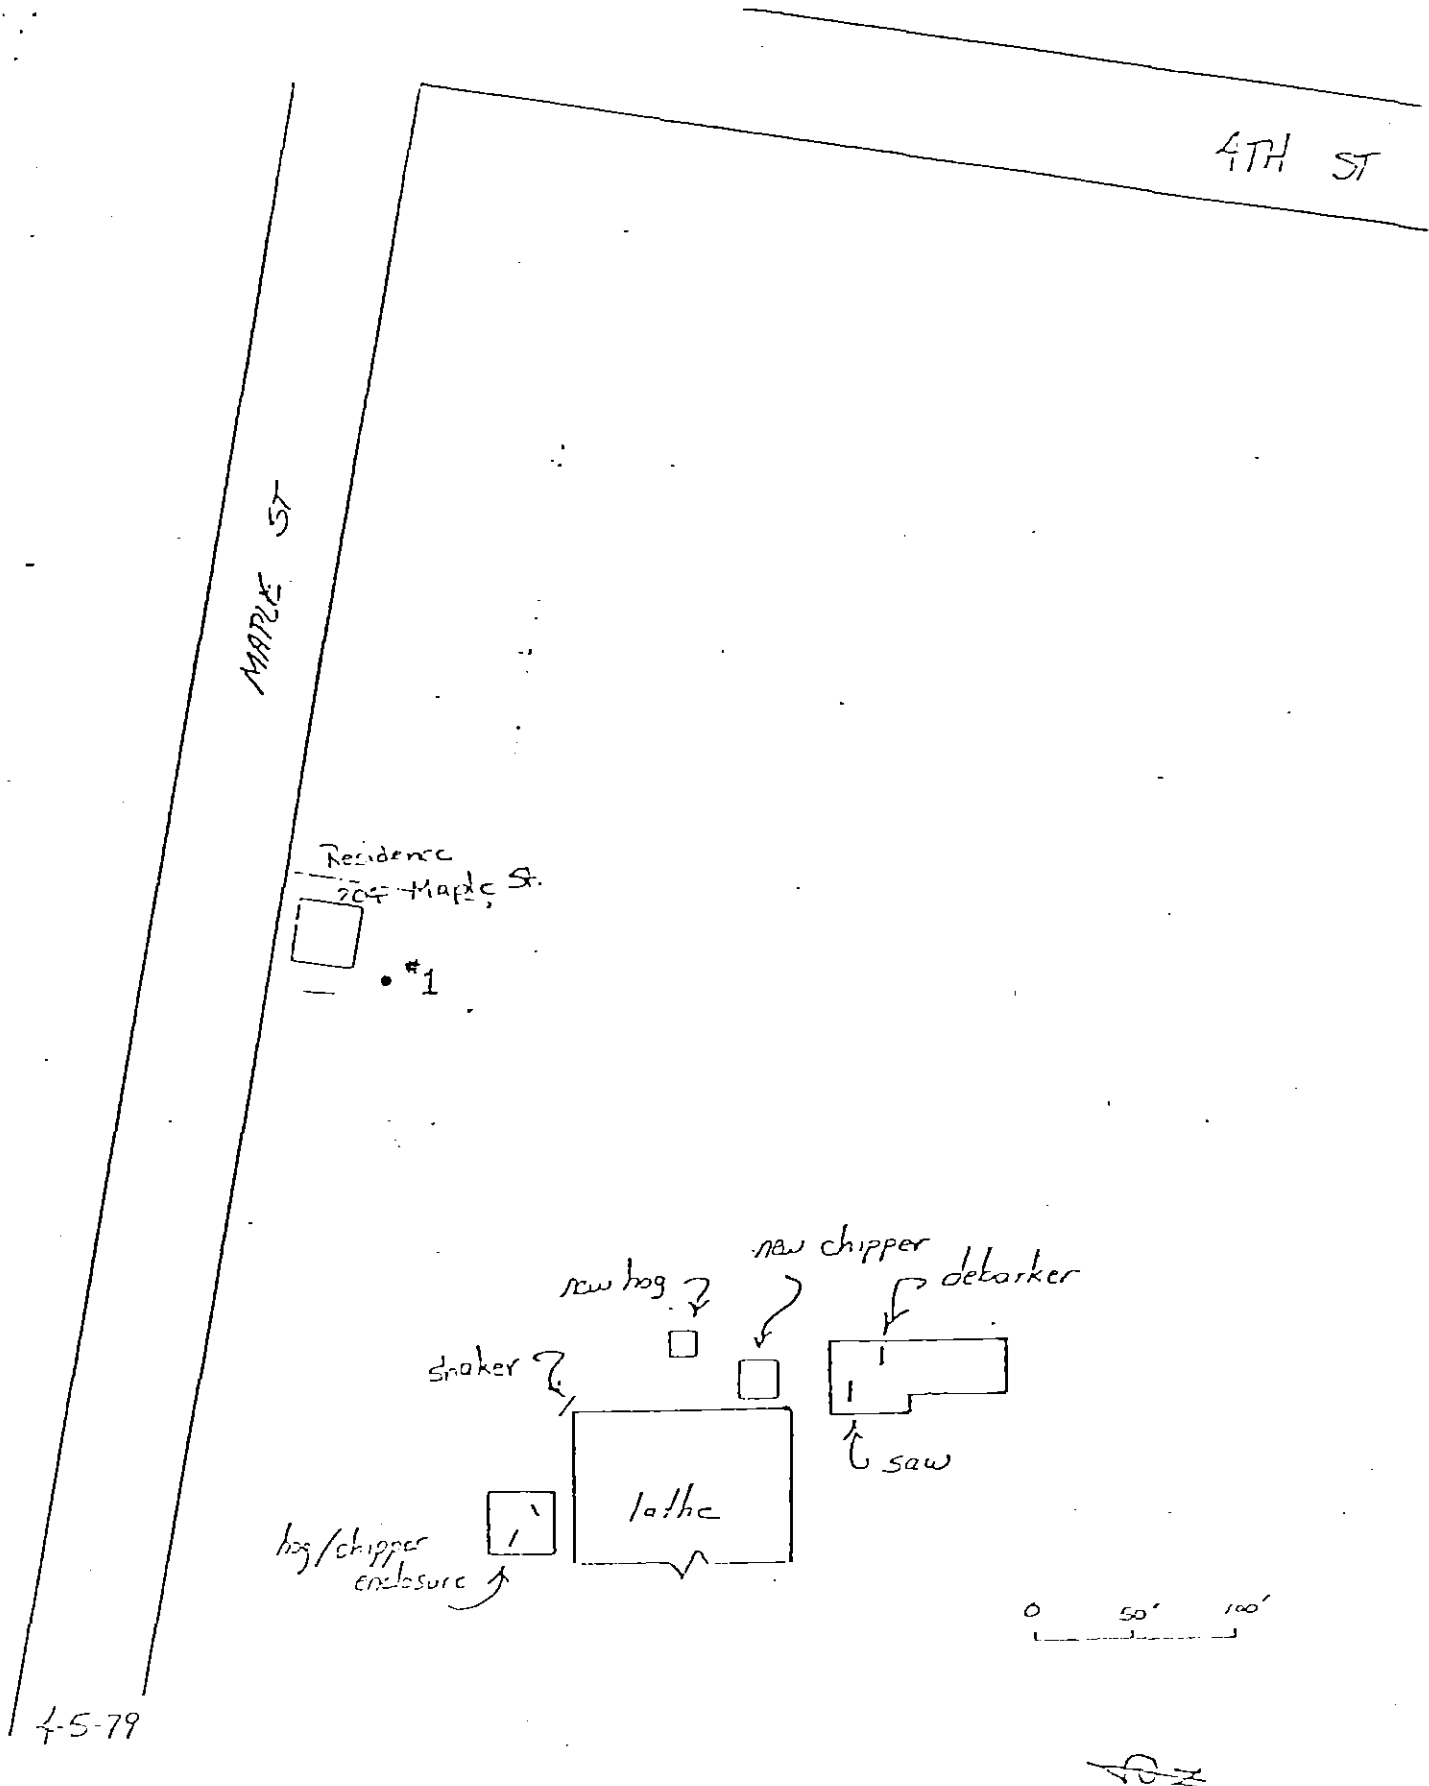 4TH ST
MAPLE ST
Residence
Maple St.
#1
new chipper
new hog
debarker
shaker
saw
lathe
hog/chipper
enclosure
0 50' 100'
4-5-79
N